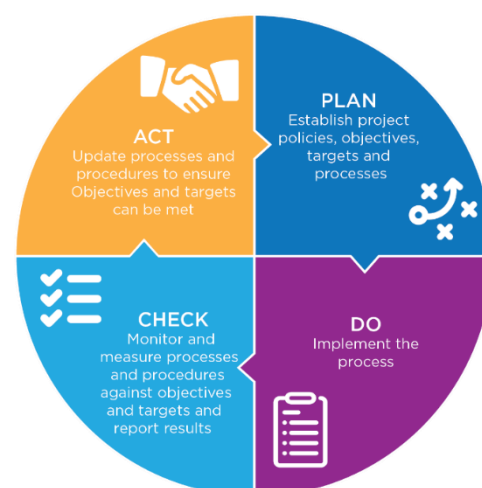 PLAN
Establish project
policies, objectives,
targets and
processes
DO
Implement the
process
CHECK
Monitor and
measure processes
and procedures
against objectives
and targets and
report results
ACT
Update processes and
procedures to ensure
Objectives and targets
can be met